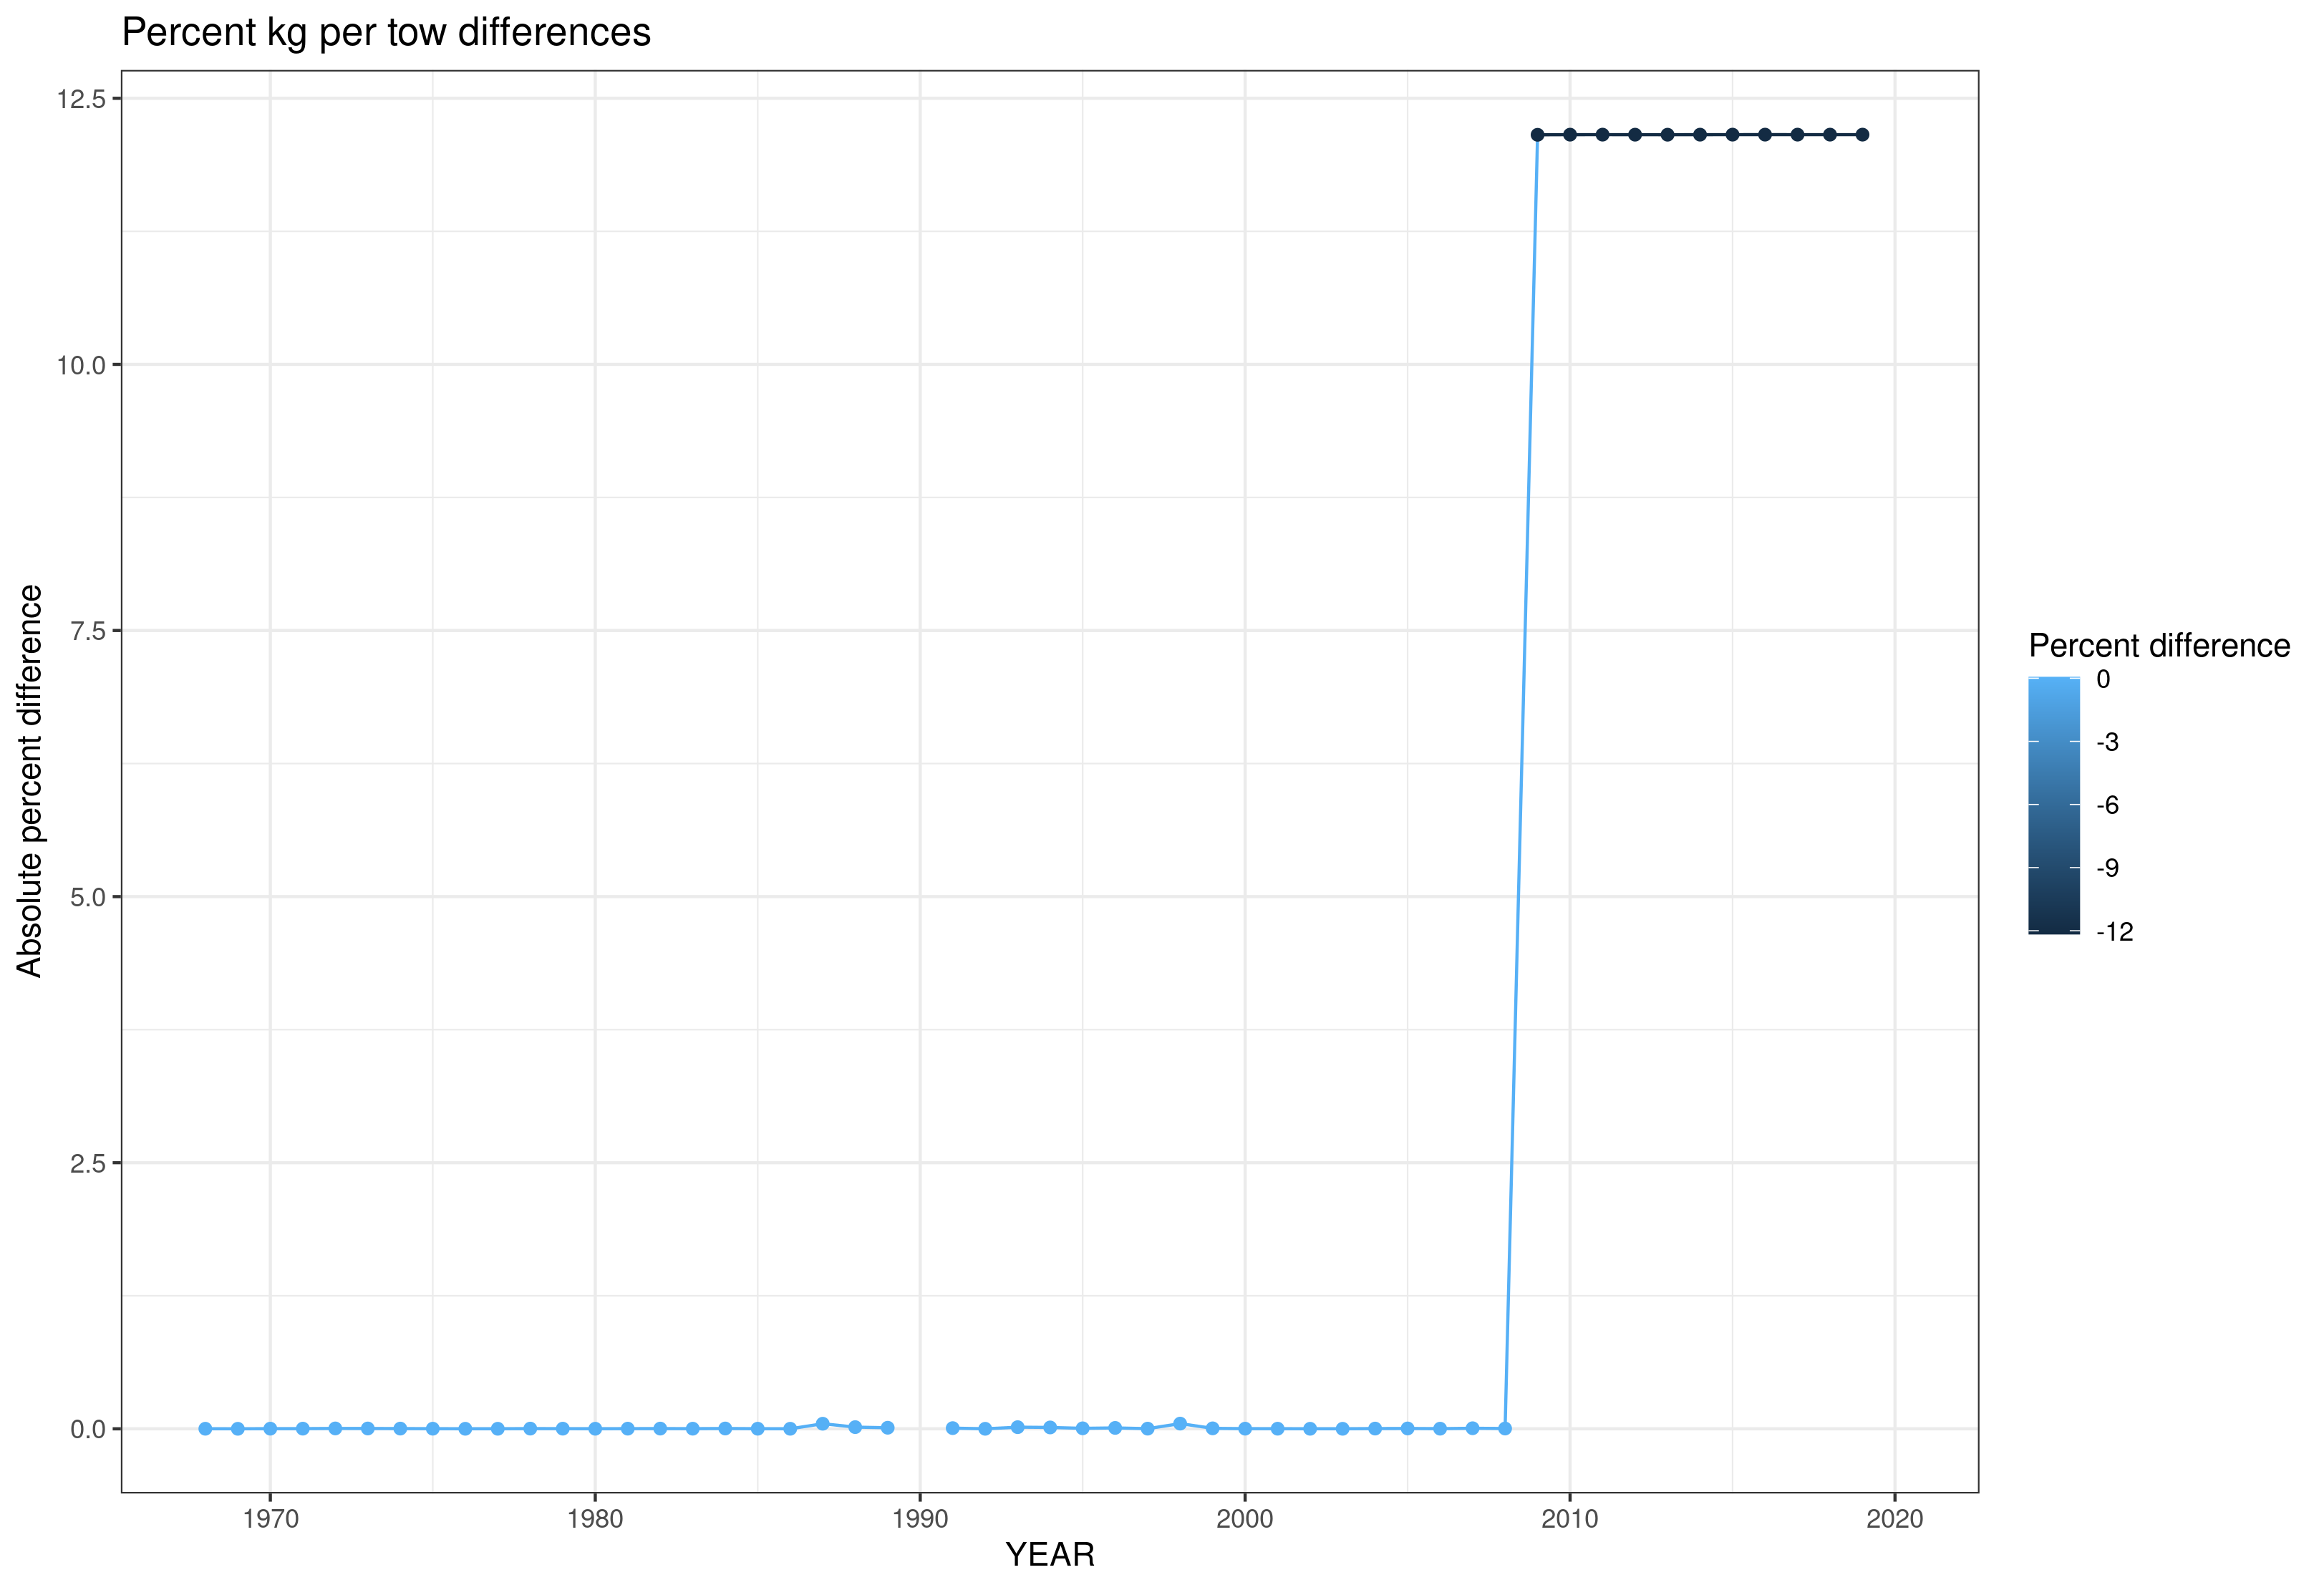 Percent kg per tow differences
12.5
10.0
7.5
5.0
2.5
0.0
Absolute percent difference
1970 1980 1990 2000 2010 2020
YEAR
Percent difference
0
-3
-6
-9
-12